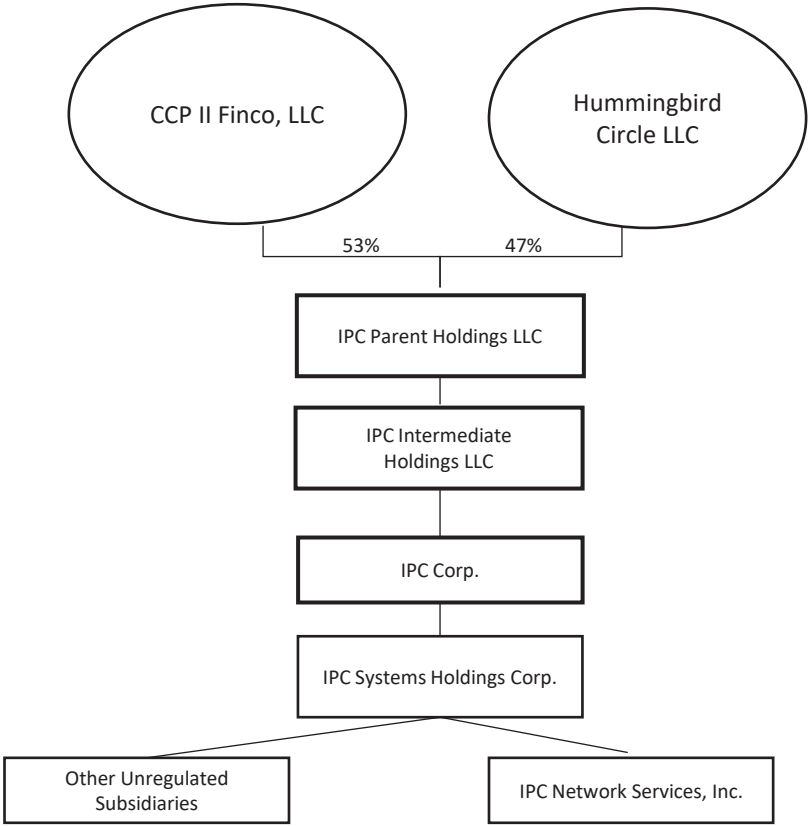 CCP II Finco, LLC
Hummingbird
Circle LLC
53%
47%
IPC Parent Holdings LLC
IPC Intermediate
Holdings LLC
IPC Corp.
IPC Systems Holdings Corp.
Other Unregulated
Subsidiaries
IPC Network Services, Inc.